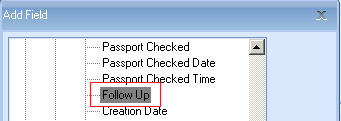 Add Field
Passport Checked
Passport Checked Date
Passport Checked Time
Follow Up
Creation Date